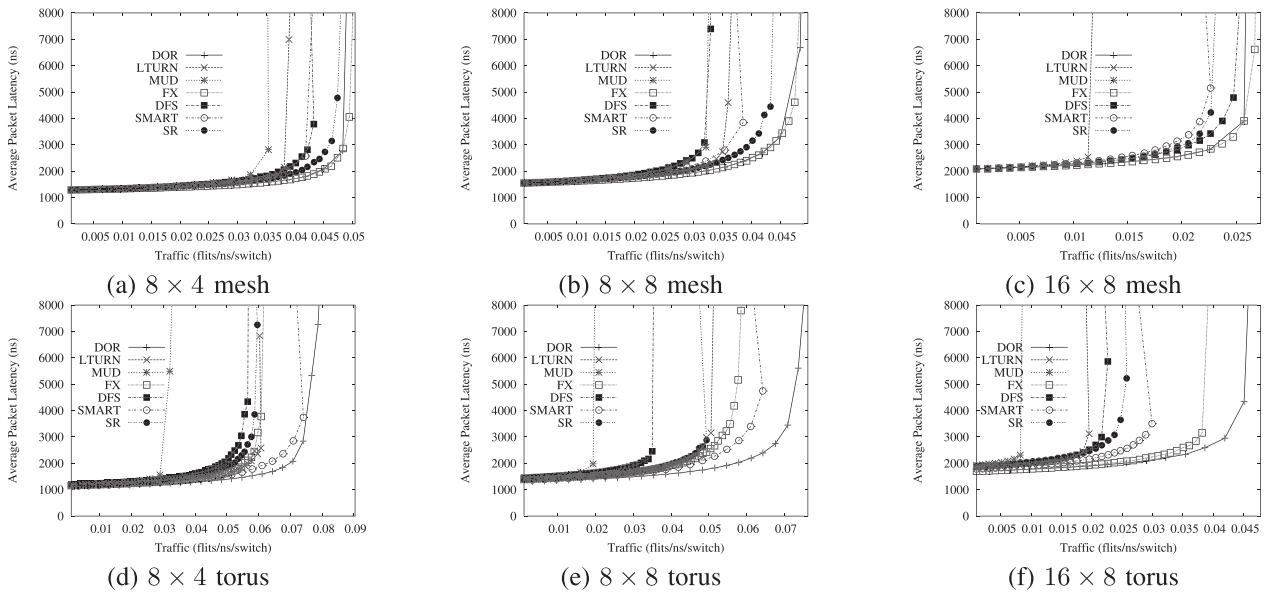 8000
7000
6000
5000
4000
3000
2000
1000
0
Average Packet Latency (ns)
DOR
LTURN
MUD
FX
DFS
SMART
SR
0.005 0.01 0.015 0.02 0.025 0.03 0.035 0.04 0.045 0.05
Traffic (flits/ns/switch)
(a) 8 × 4 mesh
8000
7000
6000
5000
4000
3000
2000
1000
0
Average Packet Latency (ns)
DOR
LTURN
MUD
FX
DFS
SMART
SR
0.005 0.01 0.015 0.02 0.025 0.03 0.035 0.04 0.045
Traffic (flits/ns/switch)
(b) 8 × 8 mesh
8000
7000
6000
5000
4000
3000
2000
1000
0
Average Packet Latency (ns)
DOR
LTURN
MUD
FX
DFS
SMART
SR
0.005 0.01 0.015 0.02 0.025
Traffic (flits/ns/switch)
(c) 16 × 8 mesh
8000
7000
6000
5000
4000
3000
2000
1000
0
Average Packet Latency (ns)
DOR
LTURN
MUD
FX
DFS
SMART
SR
0.01 0.02 0.03 0.04 0.05 0.06 0.07 0.08 0.09
Traffic (flits/ns/switch)
(d) 8 × 4 torus
8000
7000
6000
5000
4000
3000
2000
1000
0
Average Packet Latency (ns)
DOR
LTURN
MUD
FX
DFS
SMART
SR
0.01 0.02 0.03 0.04 0.05 0.06 0.07
Traffic (flits/ns/switch)
(e) 8 × 8 torus
8000
7000
6000
5000
4000
3000
2000
1000
0
Average Packet Latency (ns)
DOR
LTURN
MUD
FX
DFS
SMART
SR
0.005 0.01 0.015 0.02 0.025 0.03 0.035 0.04 0.045
Traffic (flits/ns/switch)
(f) 16 × 8 torus